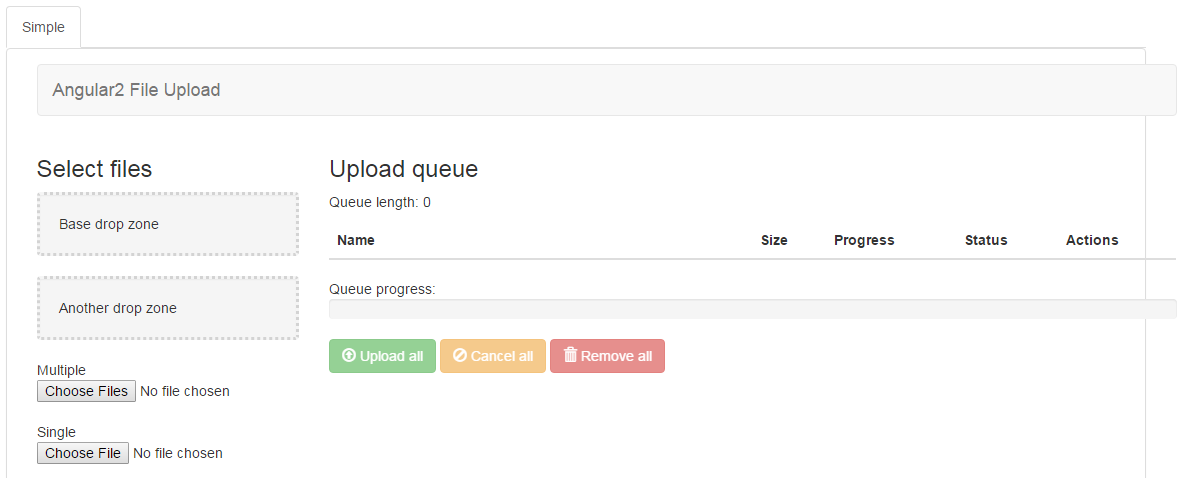 Simple
Angular2 File Upload
Select files
Base drop zone
Another drop zone
Multiple
Choose Files No file chosen
Single
Choose File No file chosen
Upload queue
Queue length: 0
Name Size Progress Status Actions
Queue progress:
Upload all Cancel all Remove all